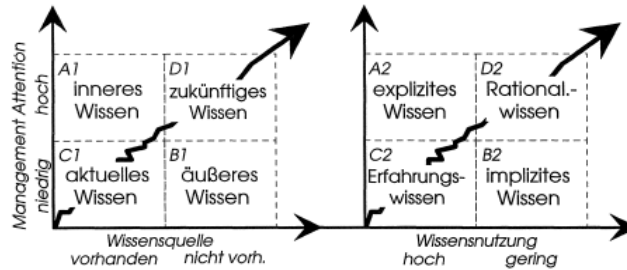 Management Attention
hoch
niedrig
A1
inneres
Wissen
D1
zukünftiges
Wissen
C1
aktuelles
Wissen
B1
äußeres
Wissen
Wissensquelle
vorhanden
nicht vorh.
A2
explizites
Wissen
D2
Rational.-
wissen
C2
Erfahrungs-
wissen
B2
implizites
Wissen
Wissensnutzung
hoch
gering